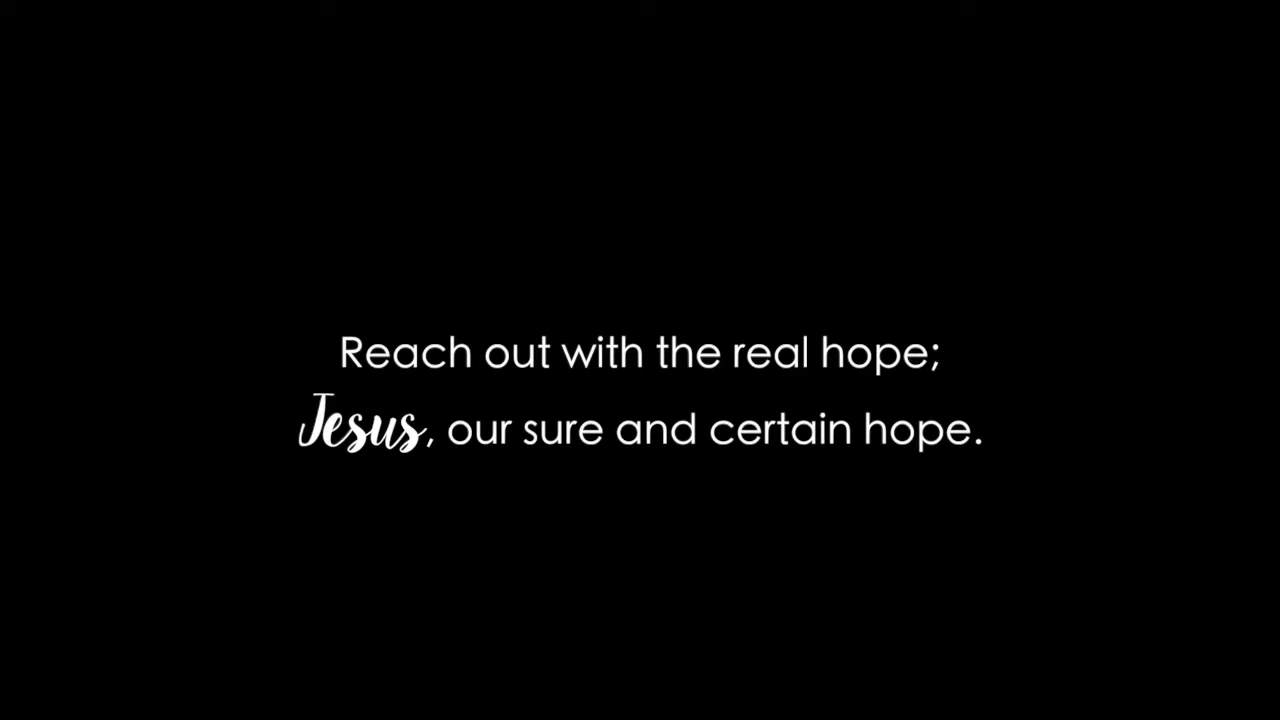 Reach out with the real hope;
Jesus, our sure and certain hope.